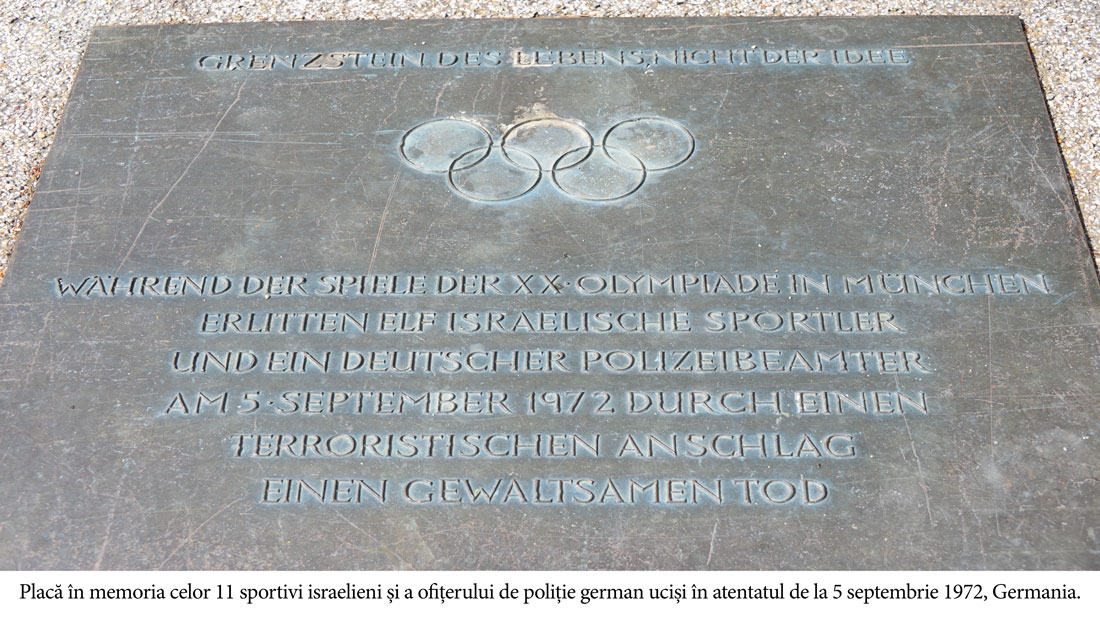 GRENZSTEIN DES LEBENS, NICHT DER IDEE
WÄHREND DER SPIELE DER XX. OLYMPIADE IN MÜNCHEN
ERLITTEN ELF ISRAELISCHE SPORTLER
UND EIN DEUTSCHER POLIZEIBEAMTER
AM 5. SEPTEMBER 1972 DURCH EINEN
TERRORISTISCHEN ANSCHLAG
EINEN GEWALTSAMEN TOD
Placă în memoria celor 11 sportivi israelieni și a ofițerului de poliție german uciși în atentatul de la 5 septembrie 1972, Germania.